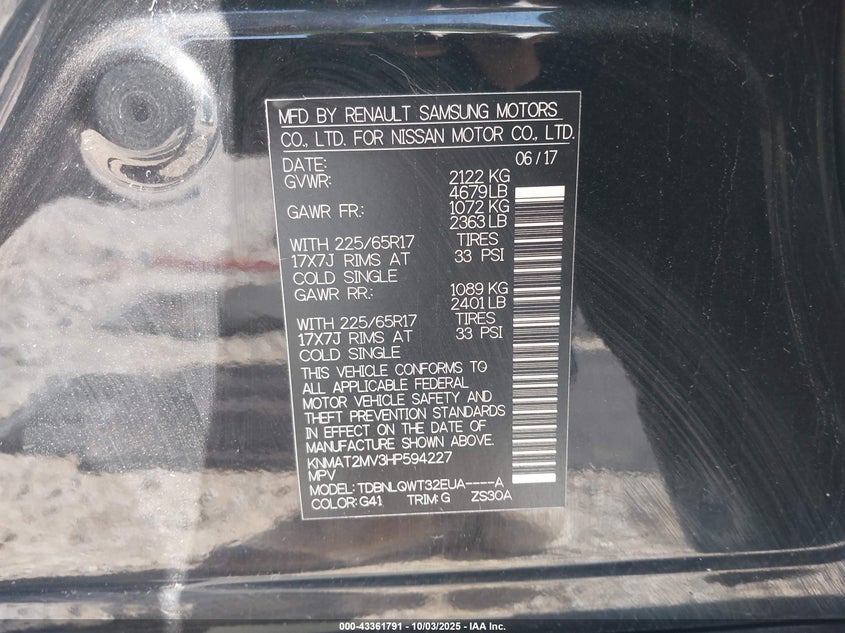 MFD BY RENAULT SAMSUNG MOTORS
CO., LTD. FOR NISSAN MOTOR CO., LTD.
DATE: 06/17
GVWR: 2122 KG
4679LB
GAWR FR.: 1072 KG
2363 LB
WITH 225/65R17 TIRES
17X7J RIMS AT 33 PSI
COLD SINGLE
GAWR RR.: 1089 KG
2401 LB
WITH 225/65R17 TIRES
17X7J RIMS AT 33 PSI
COLD SINGLE
THIS VEHICLE CONFORMS TO
ALL APPLICABLE FEDERAL
MOTOR VEHICLE SAFETY AND
THEFT PREVENTION STANDARDS
IN EFFECT ON THE DATE OF
MANUFACTURE SHOWN ABOVE.
KNMAT2MV3HP594227
MPV
MODEL: TDBNLQWT32EUA----A
COLOR: G41 TRIM: G ZS30A
000-43361791 - 10/03/2025 - IAA Inc.